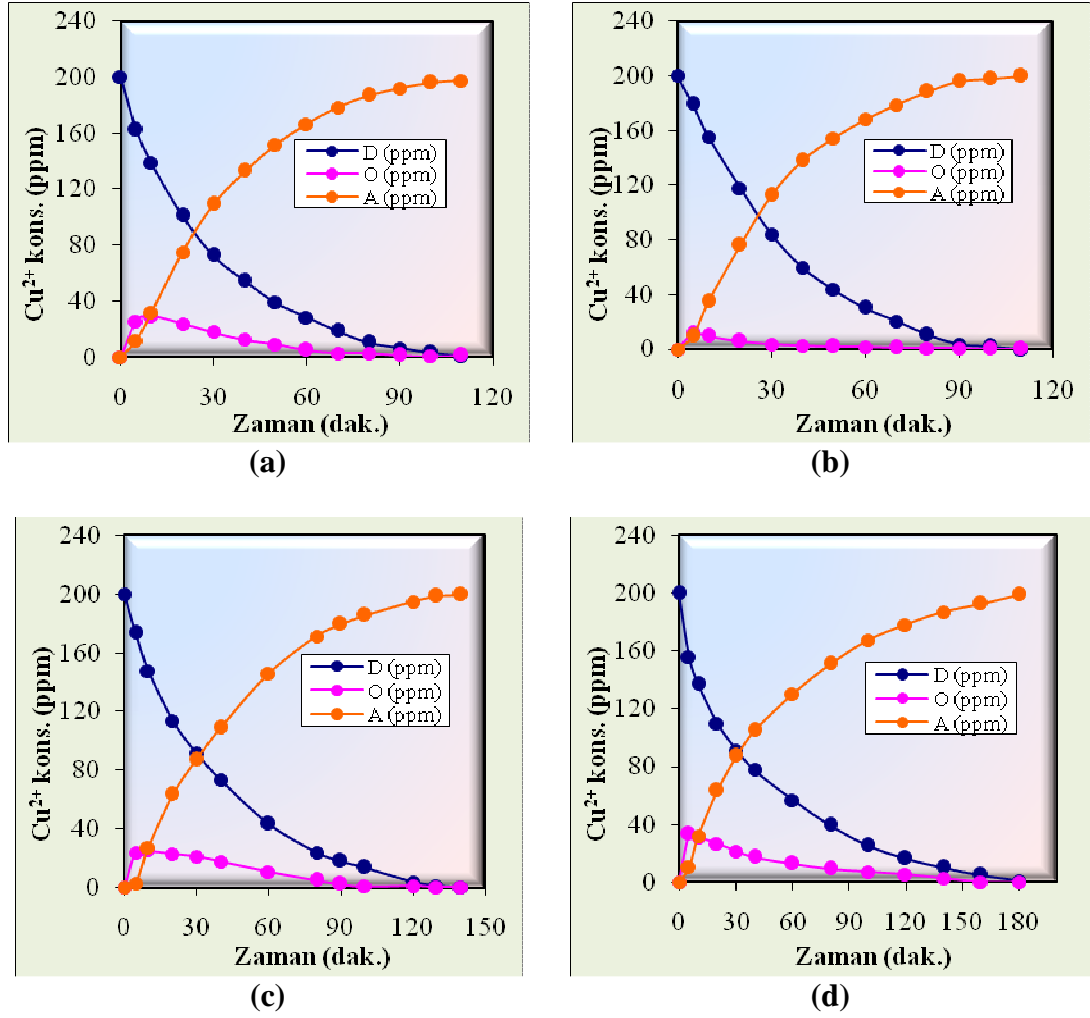 240
200
160
120
80
40
0
Cu²⁺ kons. (ppm)
D (ppm)
O (ppm)
A (ppm)
0 30 60 90 120
Zaman (dak.)
(a)
240
200
160
120
80
40
0
Cu²⁺ kons. (ppm)
D (ppm)
O (ppm)
A (ppm)
0 30 60 90 120
Zaman (dak.)
(b)
240
200
160
120
80
40
0
Cu²⁺ kons. (ppm)
D (ppm)
O (ppm)
A (ppm)
0 30 60 90 120 150
Zaman (dak.)
(c)
240
200
160
120
80
40
0
Cu²⁺ kons. (ppm)
D (ppm)
O (ppm)
A (ppm)
0 30 60 90 120 150 180
Zaman (dak.)
(d)